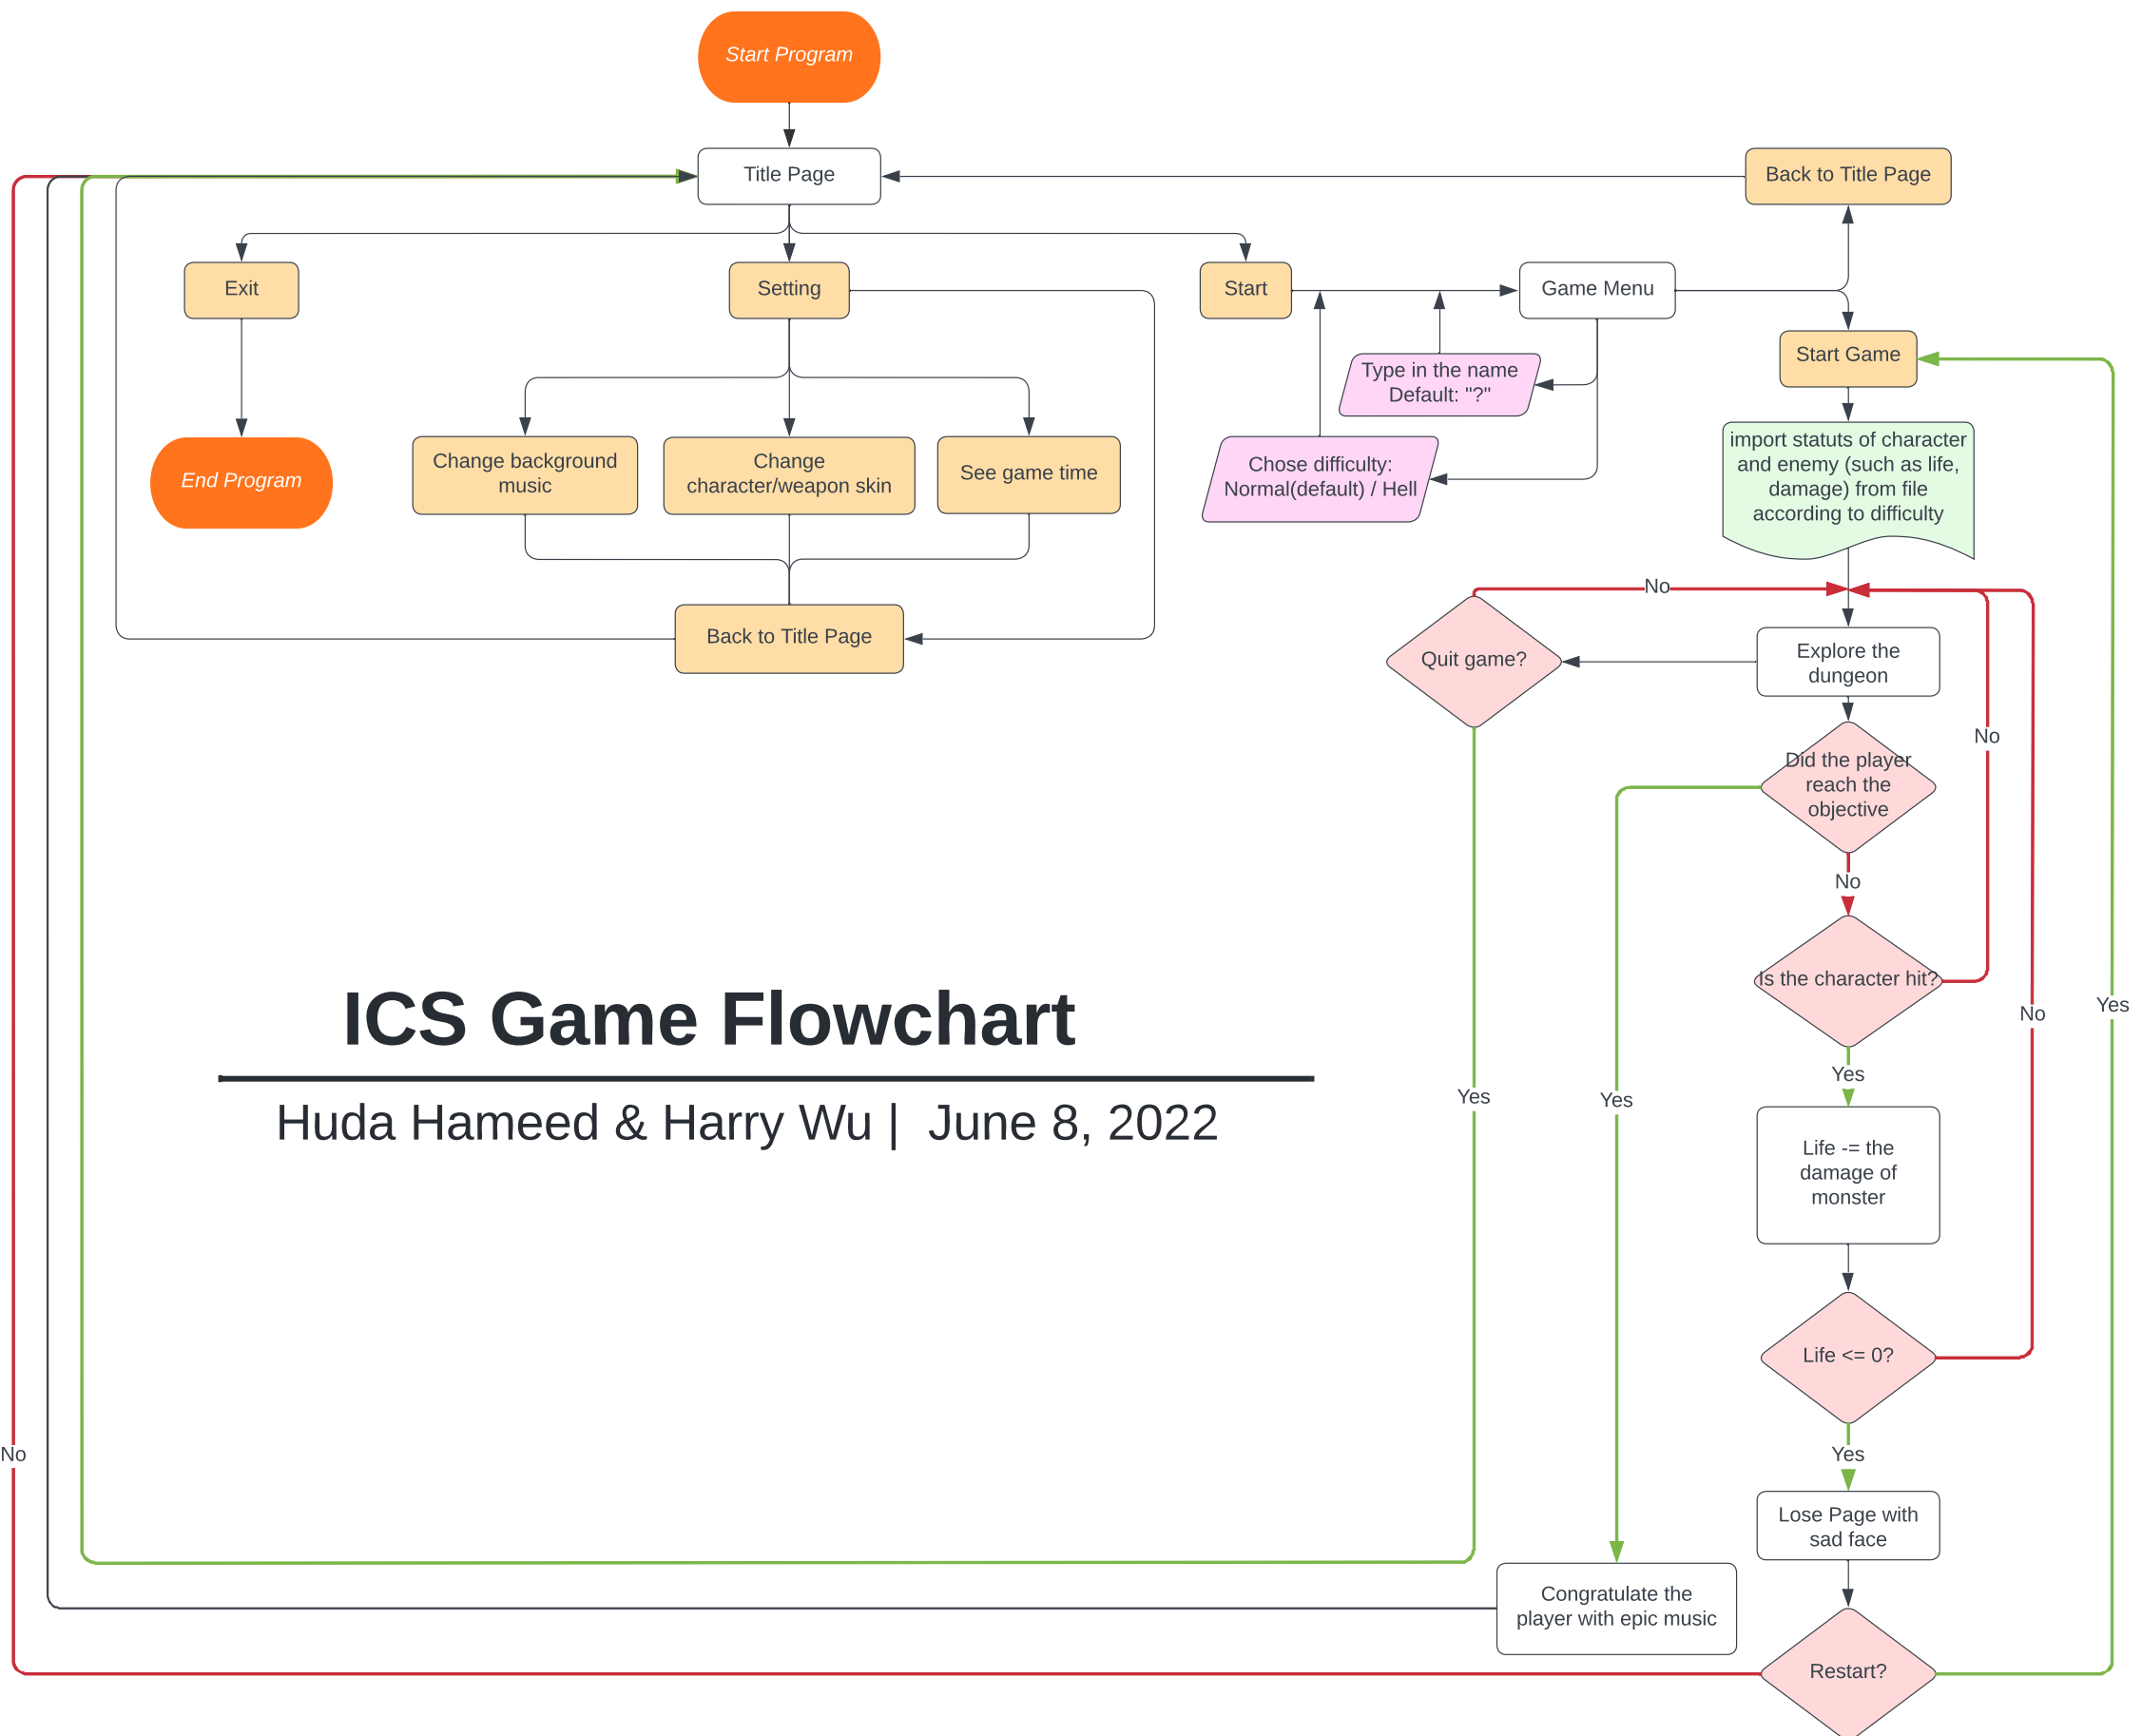 Start Program
Title Page
Back to Title Page
Exit
Setting
Start
Game Menu
Start Game
Type in the name
Default: "?"
End Program
Change background
music
Change
character/weapon skin
See game time
Chose difficulty:
Normal(default) / Hell
import statuts of character
and enemy (such as life,
damage) from file
according to difficulty
No
Back to Title Page
Quit game?
Explore the
dungeon
No
Did the player
reach the
objective
No
Is the character hit?
ICS Game Flowchart
Huda Hameed & Harry Wu | June 8, 2022
Yes
Yes
Yes
No
Yes
Life -= the
damage of
monster
Life <= 0?
No
Yes
Lose Page with
sad face
Congratulate the
player with epic music
Restart?